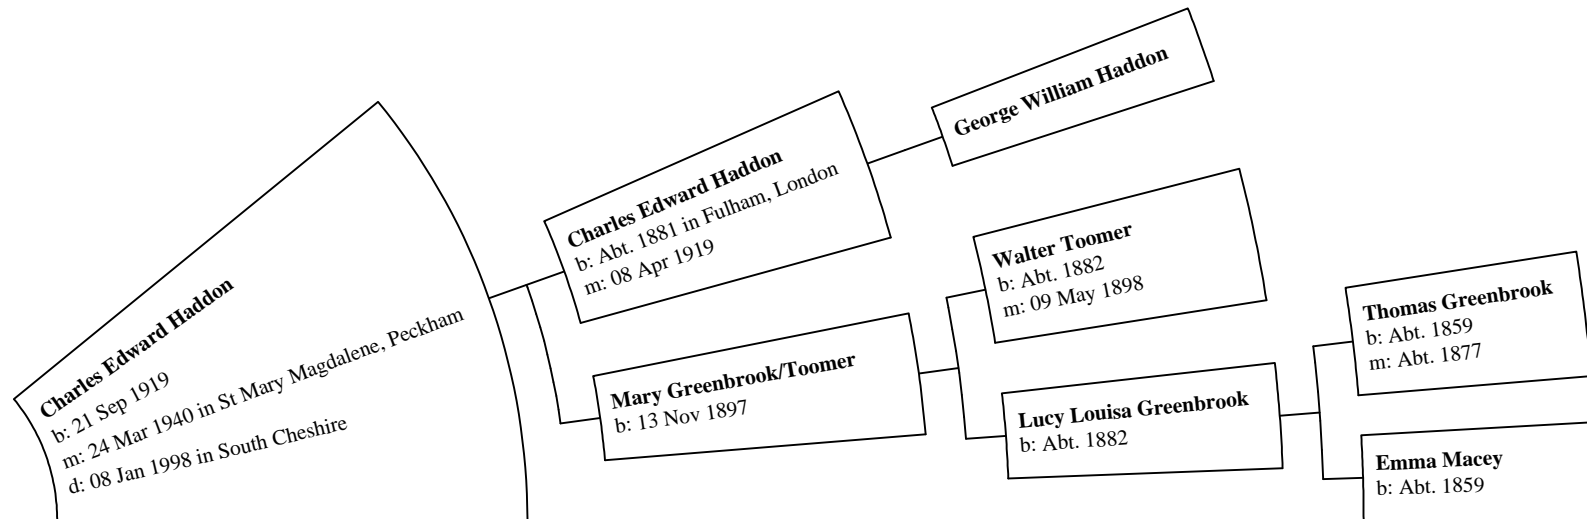 Charles Edward Haddon
b: 21 Sep 1919
m: 24 Mar 1940 in St Mary Magdalene, Peckham
d: 08 Jan 1998 in South Cheshire
Charles Edward Haddon
b: Abt. 1881 in Fulham, London
m: 08 Apr 1919
George William Haddon
Mary Greenbrook/Toomer
b: 13 Nov 1897
Walter Toomer
b: Abt. 1882
m: 09 May 1898
Lucy Louisa Greenbrook
b: Abt. 1882
Thomas Greenbrook
b: Abt. 1859
m: Abt. 1877
Emma Macey
b: Abt. 1859